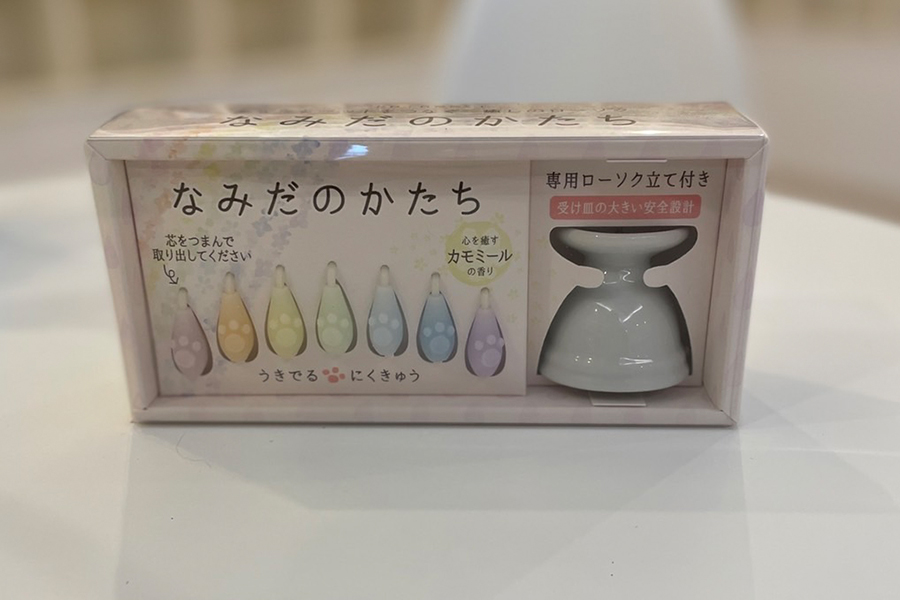 なみだのかたち
なみだのかたち
芯をつまんで
取り出してください
心を癒す
カモミール
の香り
うきでる にくきゅう
専用ローソク立て付き
受け皿の大きい安全設計